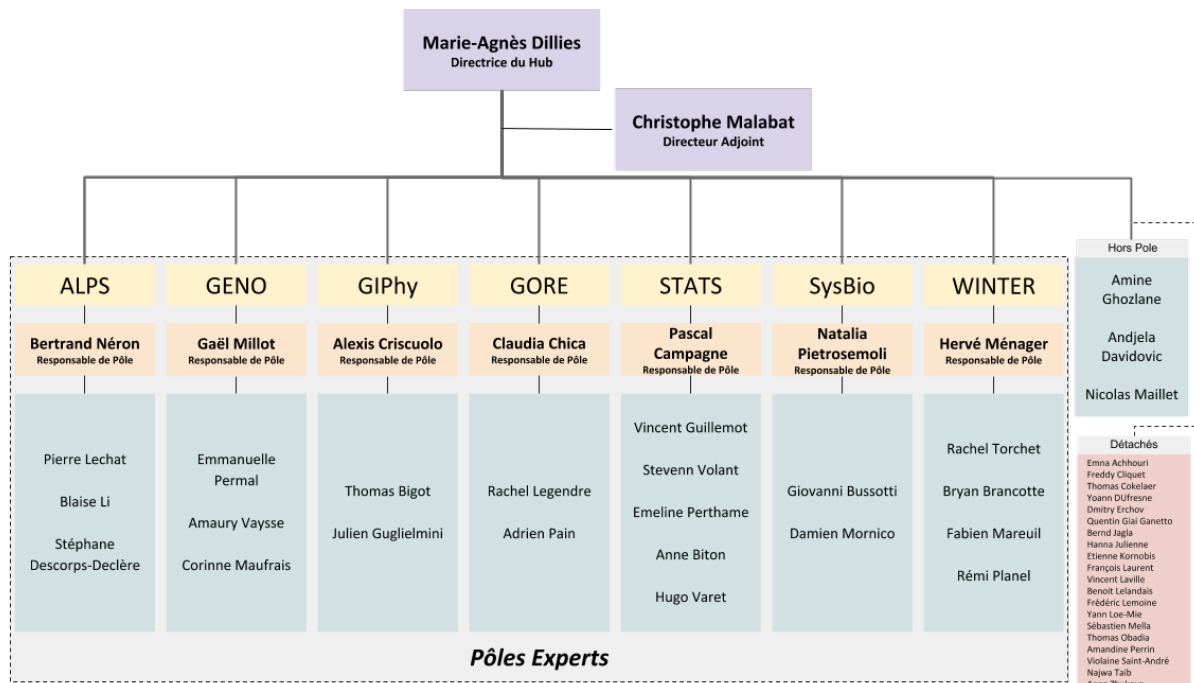 Marie-Agnès Dillies
Directrice du Hub
Christophe Malabat
Directeur Adjoint
ALPS
Bertrand Néron
Responsable de Pôle
Pierre Lechat
Blaise Li
Stéphane
Descorps-Declère
GENO
Gaël Millot
Responsable de Pôle
Emmanuelle
Permal
Amaury Vaysse
Corinne Maufrais
GIPhy
Alexis Criscuolo
Responsable de Pôle
Thomas Bigot
Julien Guglielmini
GORE
Claudia Chica
Responsable de Pôle
Rachel Legendre
Adrien Pain
STATS
Pascal
Campagne
Responsable de Pôle
Vincent Guillemot
Stevenn Volant
Emeline Perthame
Anne Biton
Hugo Varet
SysBio
Natalia
Pietrosemoli
Responsable de Pôle
Giovanni Bussotti
Damien Mornico
WINTER
Hervé Ménager
Responsable de Pôle
Rachel Torchet
Bryan Brancotte
Fabien Mareuil
Rémi Planel
Pôles Experts
Hors Pole
Amine
Ghozlane
Andjela
Davidovic
Nicolas Maillet
Détachés
Emna Achhouri
Freddy Cliquet
Thomas Cokelaer
Yoann DUfresne
Dmitry Erchov
Quentin Giai Ganetto
Bernd Jagla
Hanna Julienne
Etienne Kornobis
François Laurent
Vincent Laville
Benoit Lelandais
Frédéric Lemoine
Yann Loe-Mie
Sébastien Mella
Thomas Obadia
Amandine Perrin
Violaine Saint-André
Najwa Taib